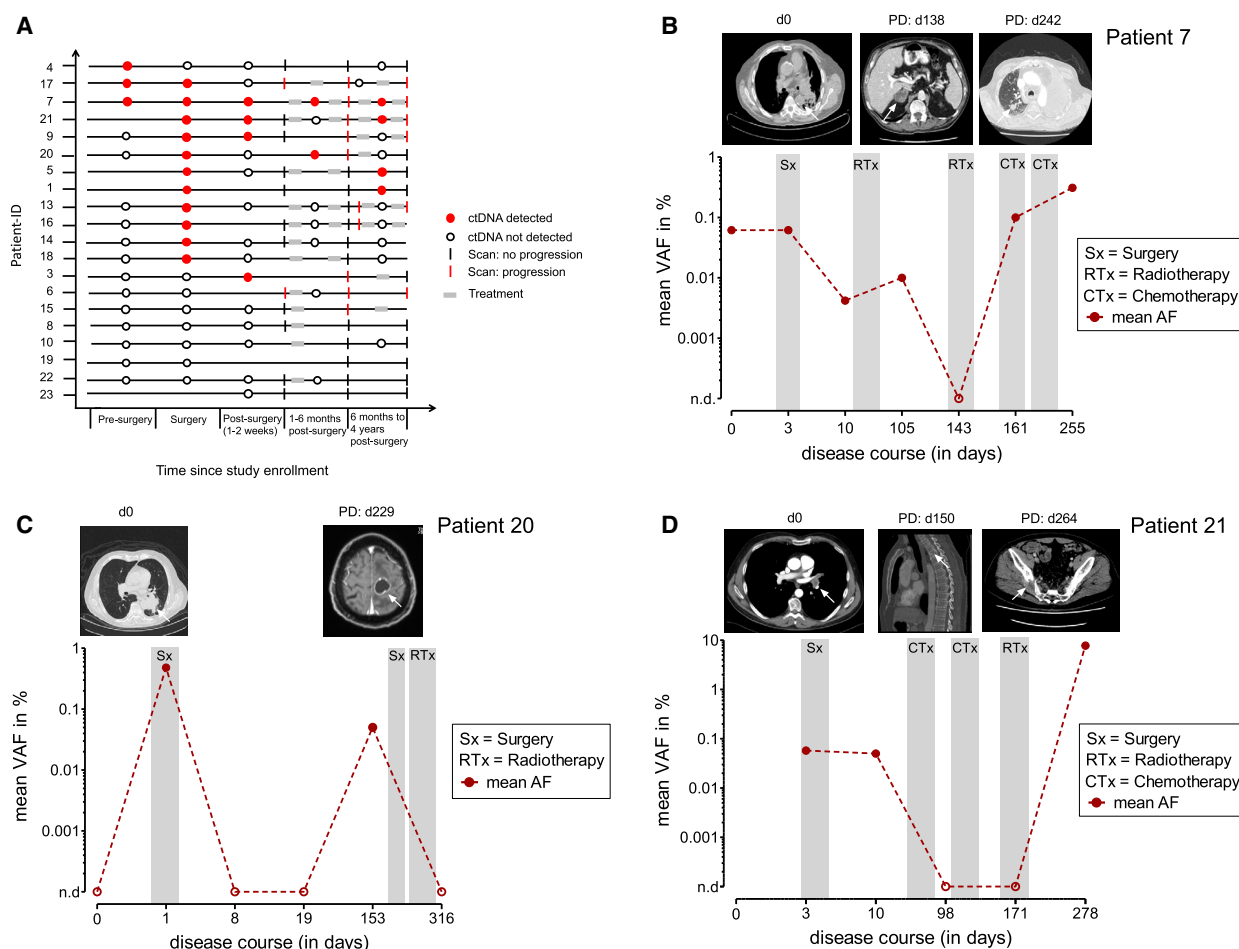 A
Patient-ID
4
17
7
21
9
20
5
1
13
16
14
18
3
6
15
8
10
19
22
23
Pre-surgery
Surgery
Post-surgery
(1-2 weeks)
1-6 months
post-surgery
6 months to
4 years
post-surgery
Time since study enrollment
ctDNA detected
ctDNA not detected
Scan: no progression
Scan: progression
Treatment
B
d0
PD: d138
PD: d242
Patient 7
mean VAF in %
1
0.1
0.01
0.001
n.d.
Sx
RTx
RTx
CTx
CTx
0
3
10
105
143
161
255
disease course (in days)
Sx = Surgery
RTx = Radiotherapy
CTx = Chemotherapy
mean AF
C
d0
PD: d229
Patient 20
mean VAF in %
1
0.1
0.01
0.001
n.d
Sx
Sx
RTx
0
1
8
19
153
316
disease course (in days)
Sx = Surgery
RTx = Radiotherapy
mean AF
D
d0
PD: d150
PD: d264
Patient 21
mean VAF in %
10
1
0.1
0.01
0.001
n.d
Sx
CTx
CTx
RTx
0
3
10
98
171
278
disease course (in days)
Sx = Surgery
RTx = Radiotherapy
CTx = Chemotherapy
mean AF